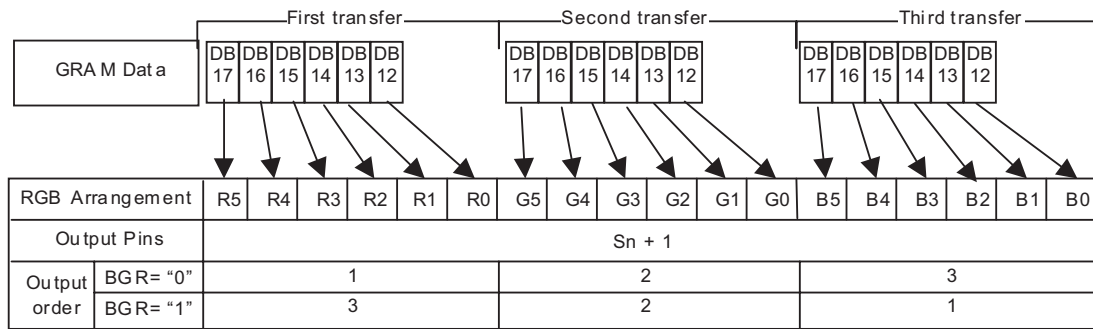 First transfer Second transfer Third transfer
GRAM Data DB 17 DB 16 DB 15 DB 14 DB 13 DB 12 DB 17 DB 16 DB 15 DB 14 DB 13 DB 12 DB 17 DB 16 DB 15 DB 14 DB 13 DB 12
RGB Arrangement R5 R4 R3 R2 R1 R0 G5 G4 G3 G2 G1 G0 B5 B4 B3 B2 B1 B0
Output Pins Sn + 1
Output order BGR= “0” 1 2 3
BGR= “1” 3 2 1